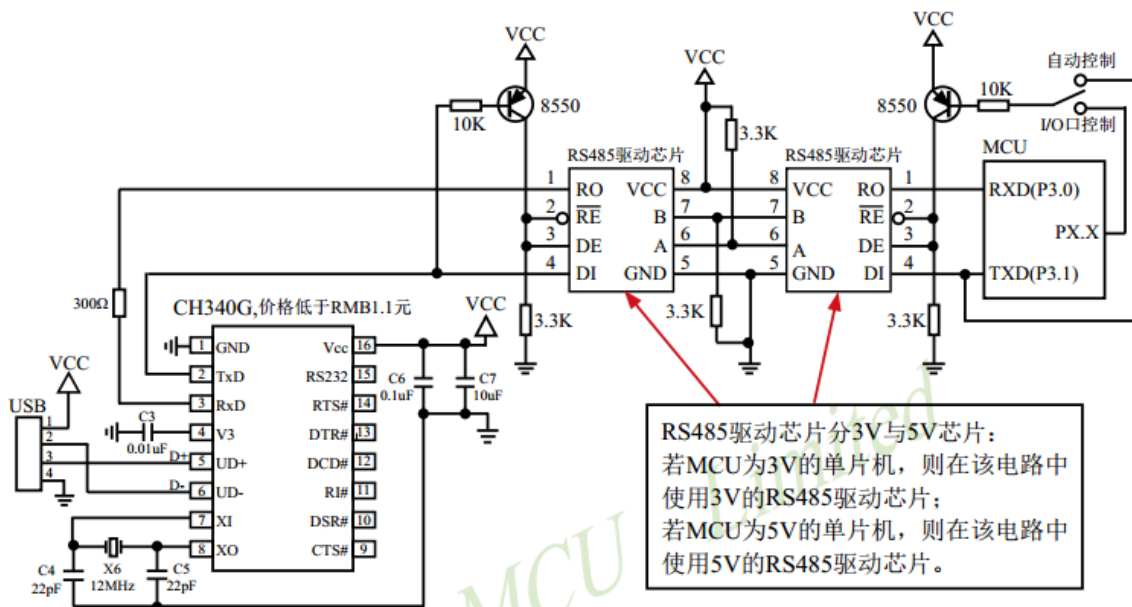 VCC
VCC
VCC
自动控制
8550
10K
8550
10K
I/O口控制
3.3K
MCU
RS485驱动芯片
RS485驱动芯片
1
RO
VCC
8
8
VCC
RO
1
RXD(P3.0)
2
RE
B
7
7
B
RE
2
PX.X
3
DE
A
6
6
A
DE
3
4
DI
GND
5
5
GND
DI
4
TXD(P3.1)
300Ω
CH340G,价格低于RMB1.1元
VCC
3.3K
3.3K
3.3K
1
GND
Vcc
16
2
TxD
RS232
15
C6
0.1uF
C7
10uF
VCC
3
RxD
RTS#
14
USB
1
2
3
4
C3
0.01uF
4
V3
DTR#
13
D+
5
UD+
DCD#
12
D-
6
UD-
RI#
11
7
XI
DSR#
10
8
XO
CTS#
9
C4
22pF
X6
12MHz
C5
22pF
RS485驱动芯片分3V与5V芯片：
若MCU为3V的单片机，则在该电路中
使用3V的RS485驱动芯片；
若MCU为5V的单片机，则在该电路中
使用5V的RS485驱动芯片。
MCU Limited